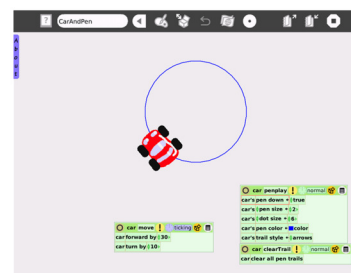 CarAndPen
About
car penplay ! normal
car's pen down true
car's pen size 2
car's dot size 6
car's pen color color
car's trail style arrows
car move ! ticking
car forward by 30
car turn by 10
car clearTrail ! normal
car clear all pen trails